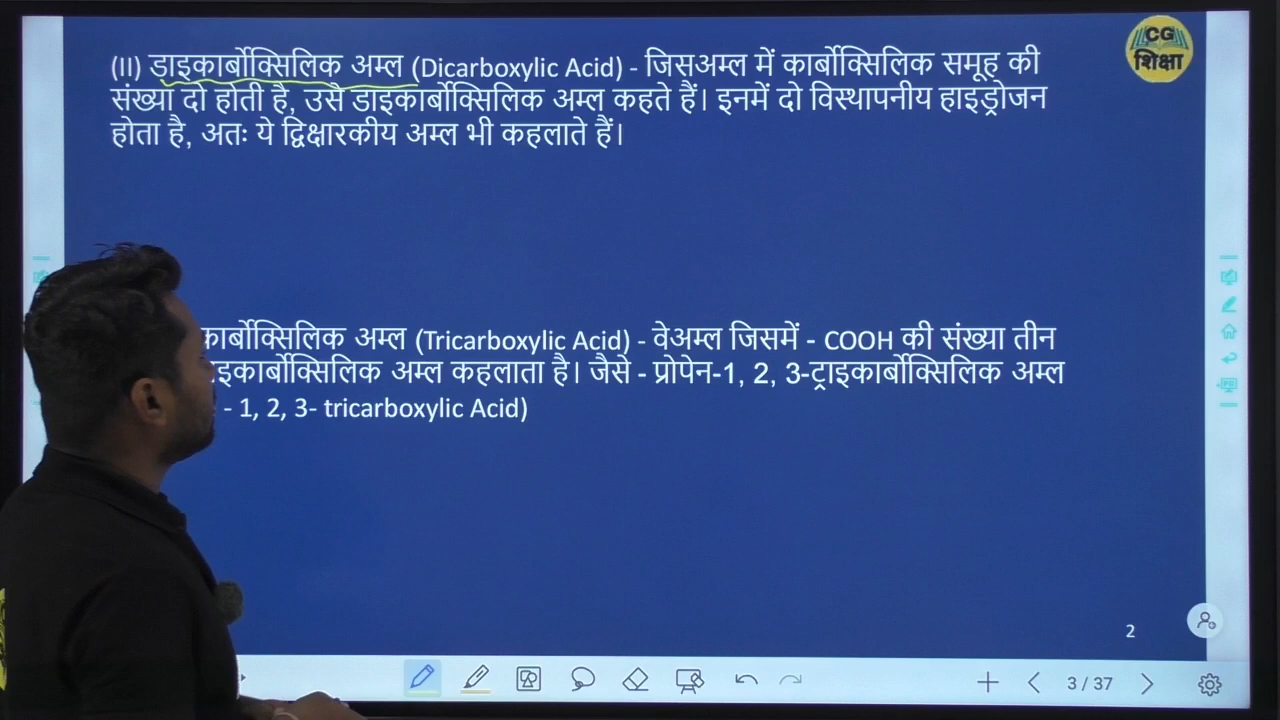 CG
शिक्षा
(II) डाइकार्बोक्सिलिक अम्ल (Dicarboxylic Acid) - जिसअम्ल में कार्बोक्सिलिक समूह की
संख्या दो होती है, उसे डाइकार्बोक्सिलिक अम्ल कहते हैं। इनमें दो विस्थापनीय हाइड्रोजन
होता है, अतः ये द्विक्षारकीय अम्ल भी कहलाते हैं।
कार्बोक्सिलिक अम्ल (Tricarboxylic Acid) - वेअम्ल जिसमें - COOH की संख्या तीन
इकार्बोक्सिलिक अम्ल कहलाता है। जैसे - प्रोपेन-1, 2, 3-ट्राइकार्बोक्सिलिक अम्ल
- 1, 2, 3- tricarboxylic Acid)
2
3 / 37